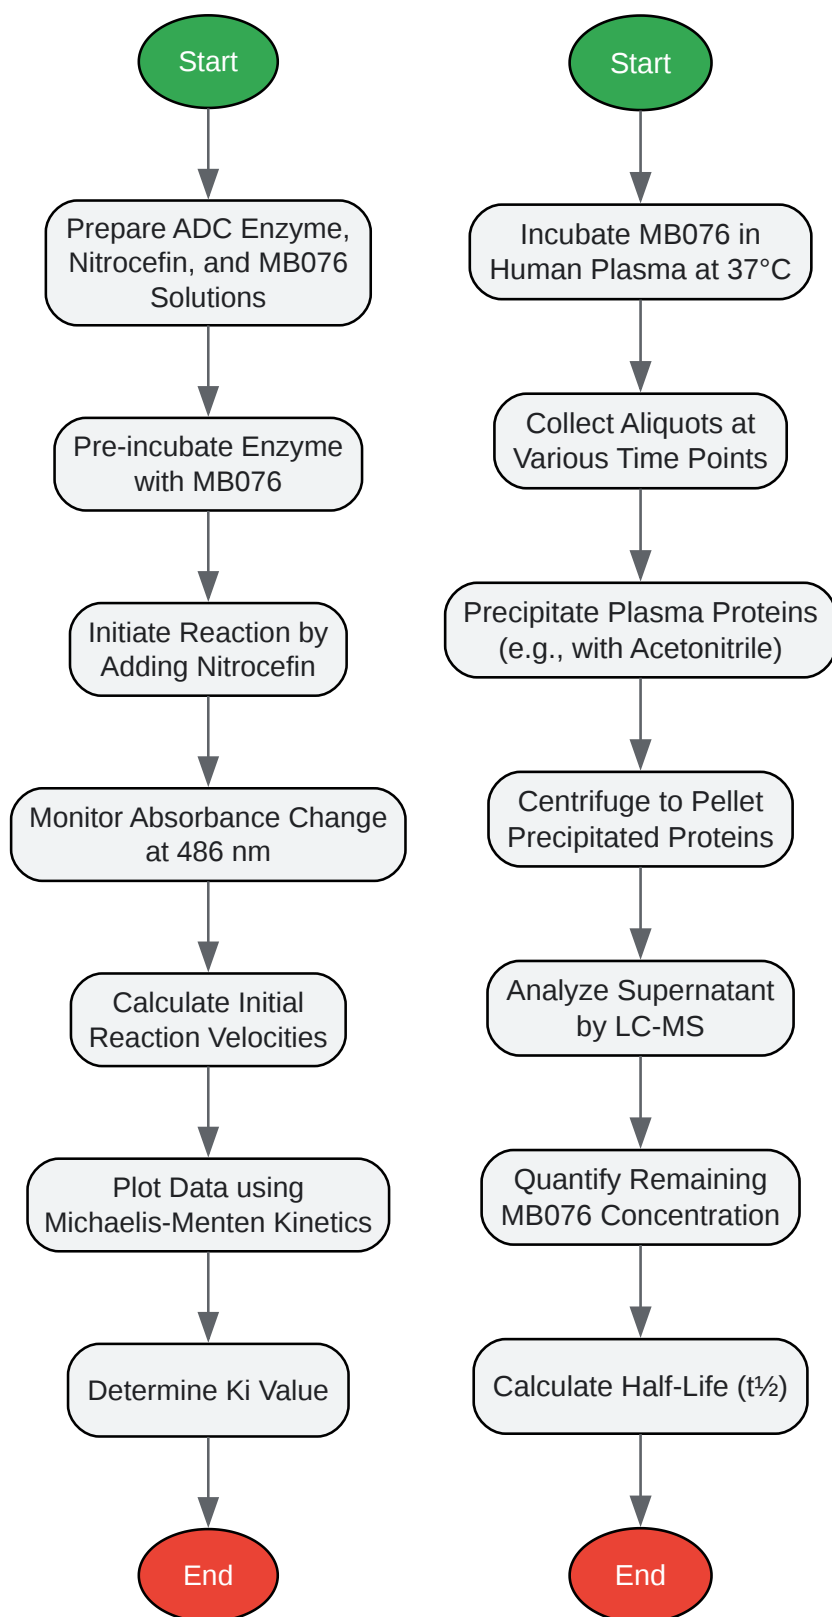 Start
Prepare ADC Enzyme,
Nitrocefin, and MB076
Solutions
Pre-incubate Enzyme
with MB076
Initiate Reaction by
Adding Nitrocefin
Monitor Absorbance Change
at 486 nm
Calculate Initial
Reaction Velocities
Plot Data using
Michaelis-Menten Kinetics
Determine Ki Value
End
Start
Incubate MB076 in
Human Plasma at 37°C
Collect Aliquots at
Various Time Points
Precipitate Plasma Proteins
(e.g., with Acetonitrile)
Centrifuge to Pellet
Precipitated Proteins
Analyze Supernatant
by LC-MS
Quantify Remaining
MB076 Concentration
Calculate Half-Life (t½)
End